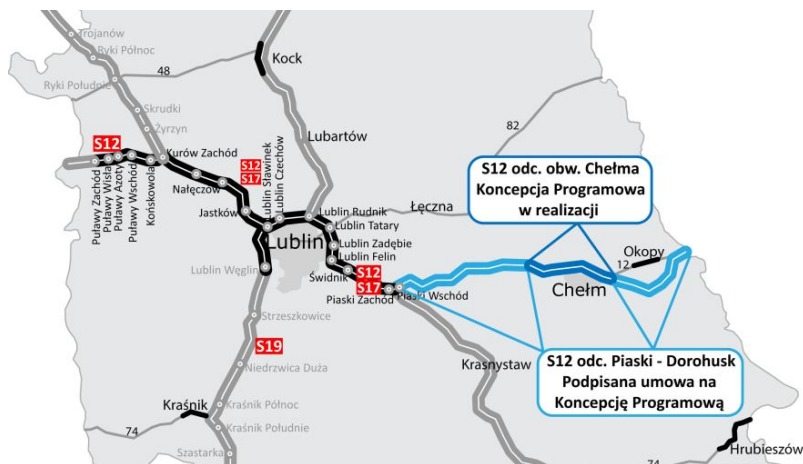 Trojanów
Ryki Północ
48
Ryki Południe
Kock
Skrudki
Żyrzyn
Lubartów
82
S12
Kurów Zachód
Puławy Zachód
Puławy Wisła
Puławy Azoty
Puławy Wschód
Końskowola
Nałęczów
S12
S17
Lublin Sławinek
Lublin Czechów
Jastków
Lublin Rudnik
Łęczna
Lublin Tatary
Lublin
Lublin Zadębie
Lublin Felin
Lublin Węglin
Świdnik
S12
S17
Piaski Zachód
Piaski Wschód
S12 odc. obw. Chełma
Koncepcja Programowa
w realizacji
Okopy
12
Chełm
Strzeszkowice
S19
Niedrzwica Duża
Krasnystaw
S12 odc. Piaski - Dorohusk
Podpisana umowa na
Koncepcję Programową
Kraśnik
Kraśnik Północ
Kraśnik Południe
74
Szastarka
74
Hrubieszów